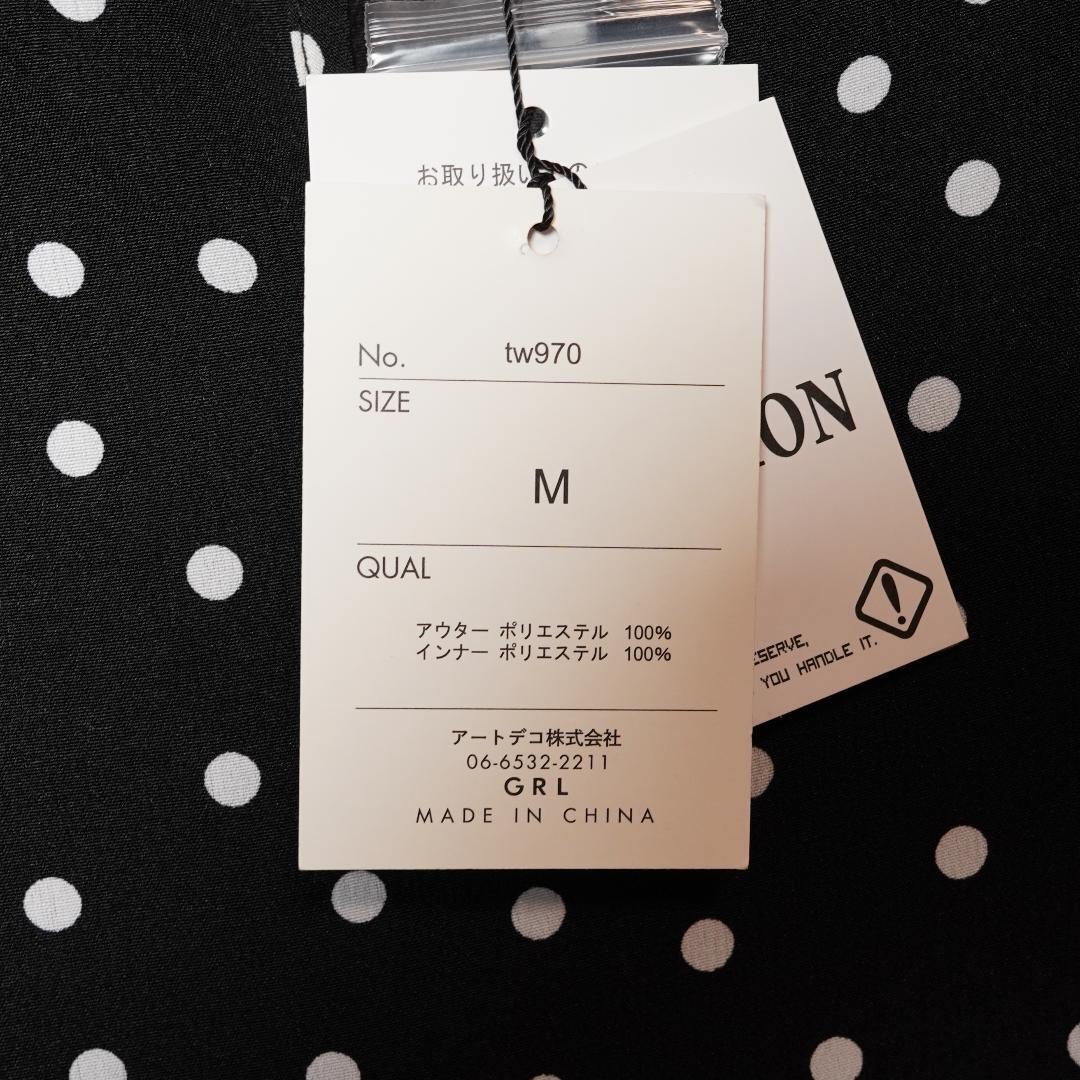 お取り扱い
No. tw970
SIZE
M
QUAL
アウター ポリエステル 100%
インナー ポリエステル 100%
アートデコ株式会社
06-6532-2211
GRL
MADE IN CHINA
ON
ESERVE,
YOU HANDLE IT.